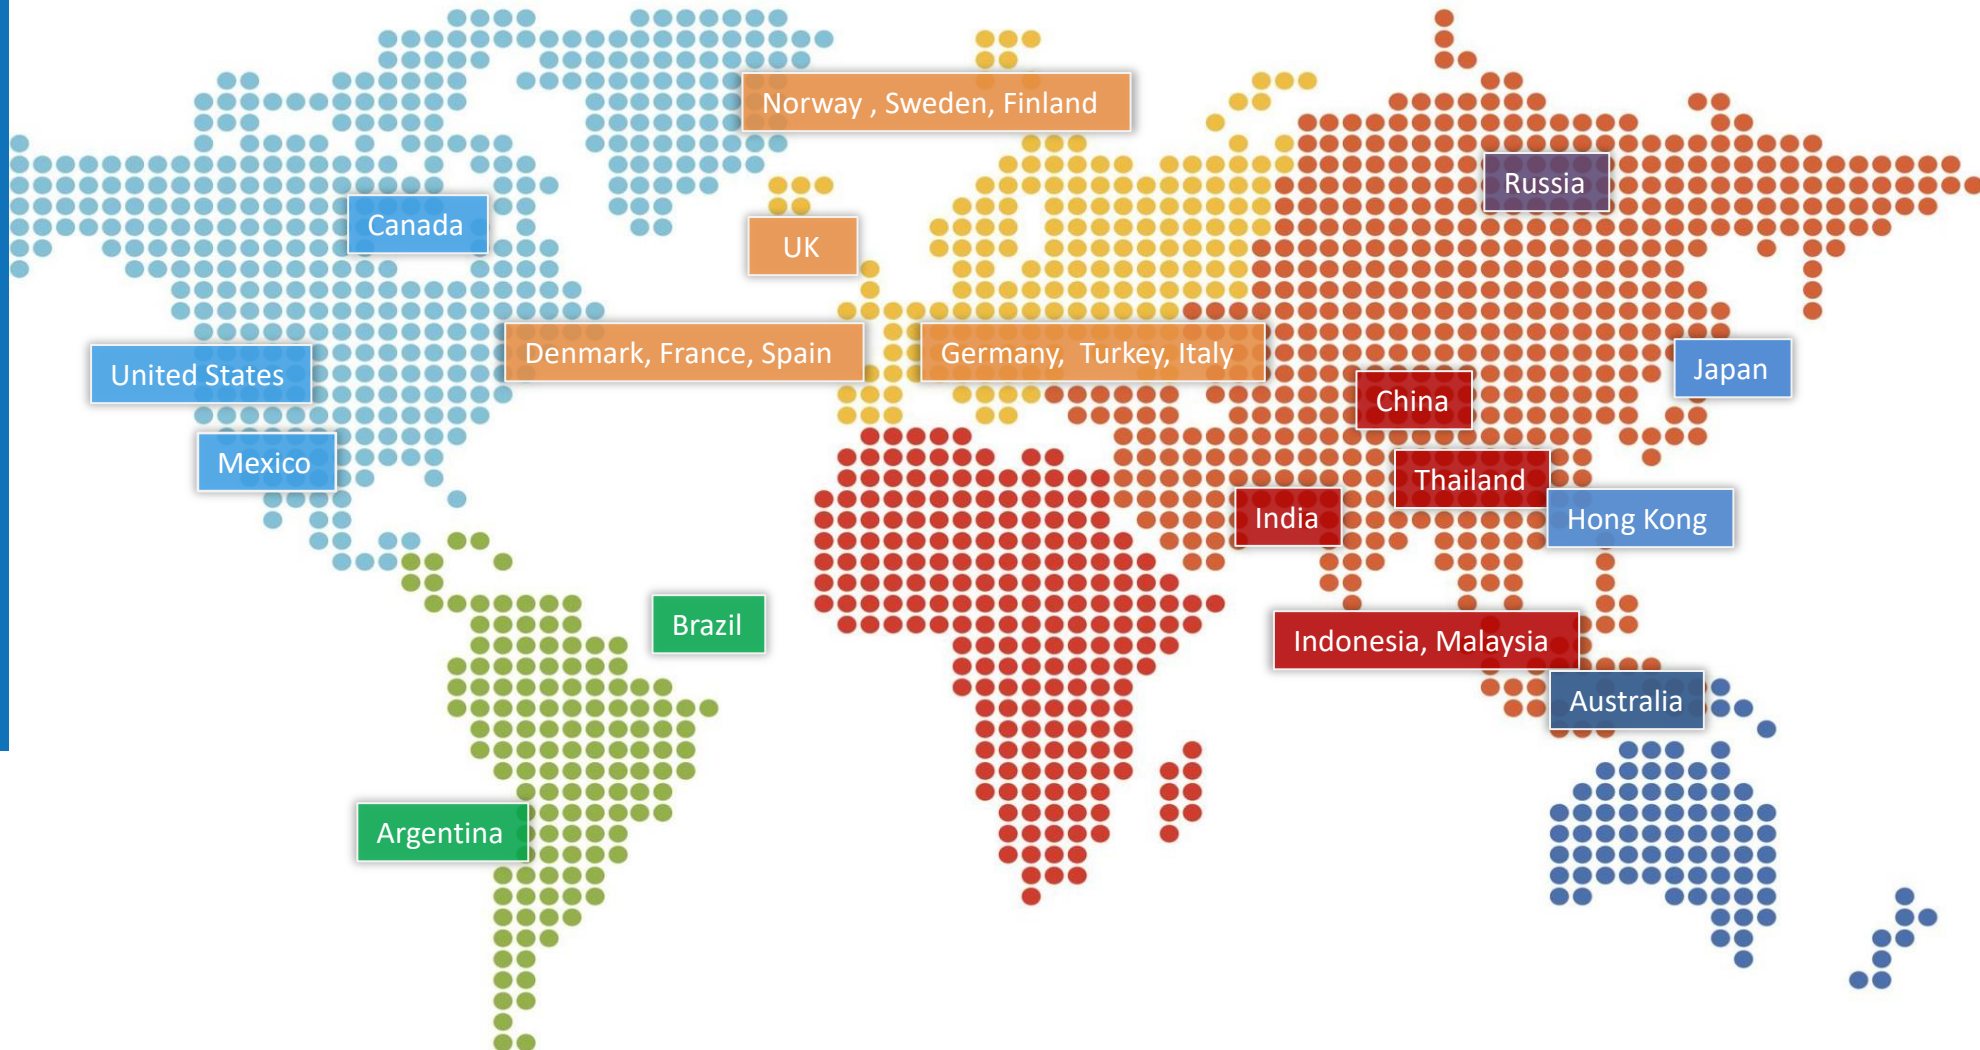 Norway , Sweden, Finland
Russia
Canada
UK
Denmark, France, Spain
Germany, Turkey, Italy
United States
Japan
China
Mexico
Thailand
India
Hong Kong
Brazil
Indonesia, Malaysia
Australia
Argentina